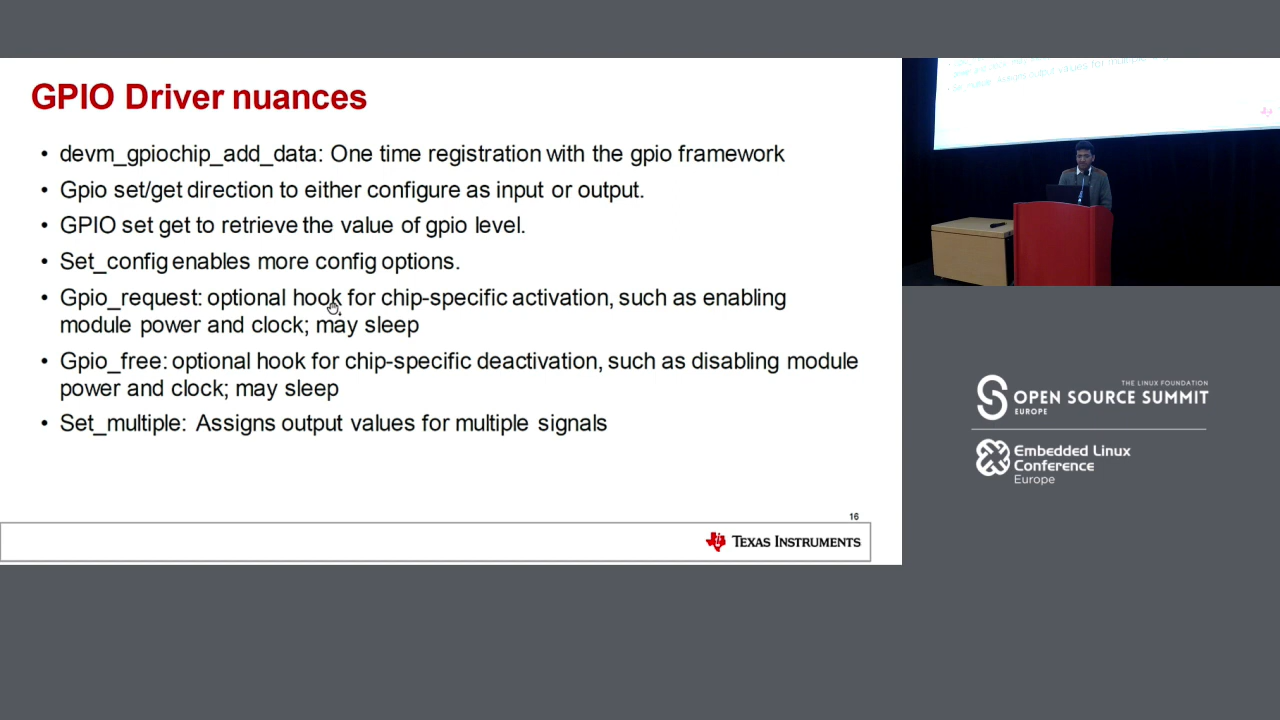 GPIO Driver nuances
• devm_gpiochip_add_data: One time registration with the gpio framework
• Gpio set/get direction to either configure as input or output.
• GPIO set get to retrieve the value of gpio level.
• Set_config enables more config options.
• Gpio_request: optional hook for chip-specific activation, such as enabling
module power and clock; may sleep
• Gpio_free: optional hook for chip-specific deactivation, such as disabling module
power and clock; may sleep
• Set_multiple: Assigns output values for multiple signals
16
TEXAS INSTRUMENTS
THE LINUX FOUNDATION
OPEN SOURCE SUMMIT
EUROPE
Embedded Linux
Conference
Europe